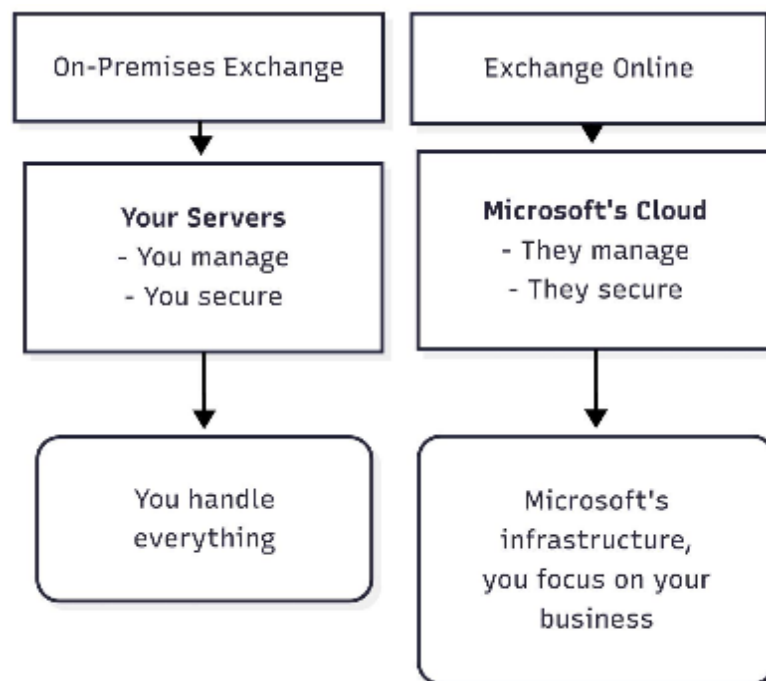 On-Premises Exchange
Your Servers
- You manage
- You secure
You handle
everything
Exchange Online
Microsoft's Cloud
- They manage
- They secure
Microsoft's
infrastructure,
you focus on your
business